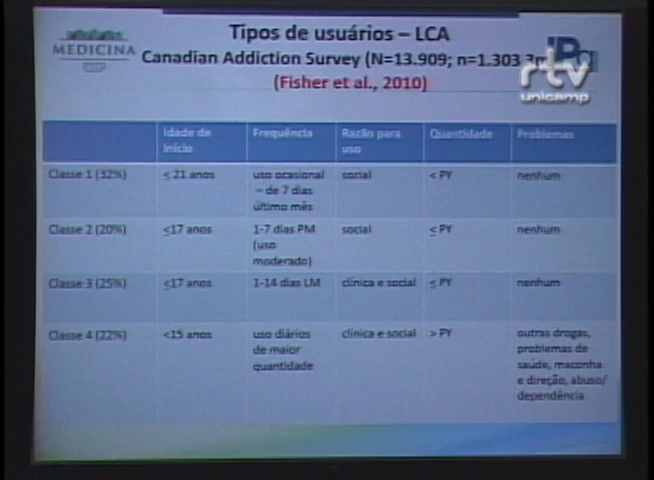 Tipos de usuários – LCA
MEDICINA
USP
Canadian Addiction Survey (N=13.909; n=1.303 3m
(Fisher et al., 2010)
rtv
unicamp
Idade de início
Frequência
Razão para uso
Quantidade
Problemas
Classe 1 (32%)
≤ 21 anos
uso ocasional
– de 7 dias
último mês
social
< PY
nenhum
Classe 2 (20%)
≤17 anos
1-7 dias PM
(uso
moderado)
social
≤ PY
nenhum
Classe 3 (25%)
≤17 anos
1-14 dias LM
clínica e social
≤ PY
nenhum
Classe 4 (22%)
<15 anos
uso diários
de maior
quantidade
clínica e social
> PY
outras drogas,
problemas de
saúde, maconha
e direção, abuso/
dependência